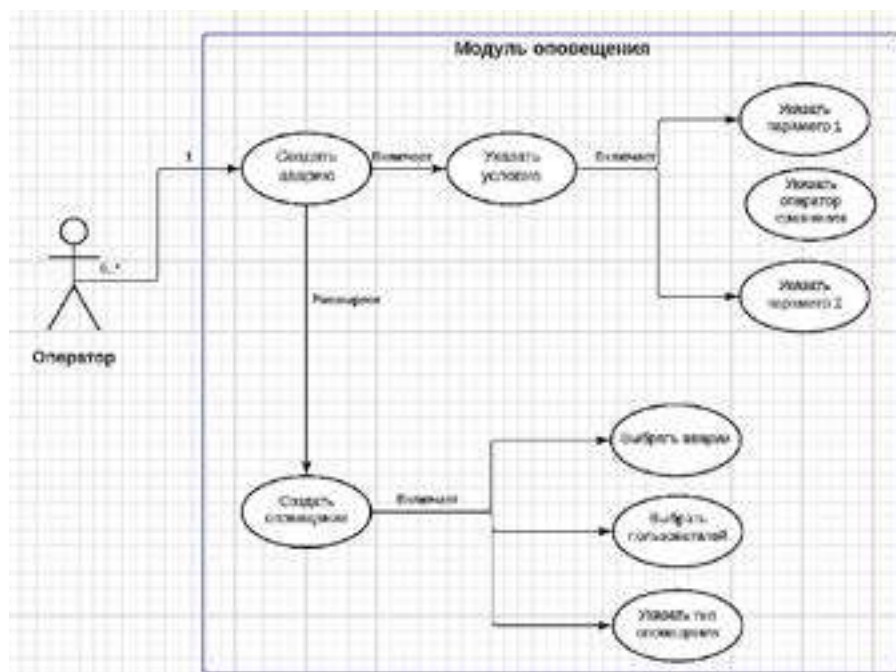 Модуль оповещения
1
Создать
аварию
Включает
Указать
условие
Включает
Указать
параметр 1
Указать
оператор
сравнения
Указать
параметр 2
0..*
Оператор
Расширяет
Создать
оповещение
Включает
Выбрать аварии
Выбрать
пользователей
Указать тип
оповещения